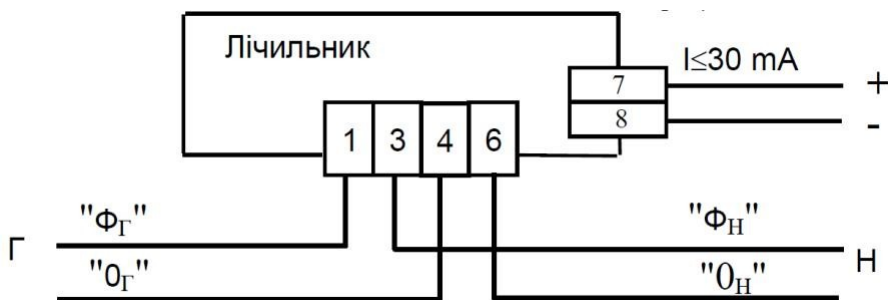 Лічильник
I≤30 mA
7
+
8
-
1 3 4 6
"ФГ"
"ФН"
Г
Н
"0Г"
"0Н"